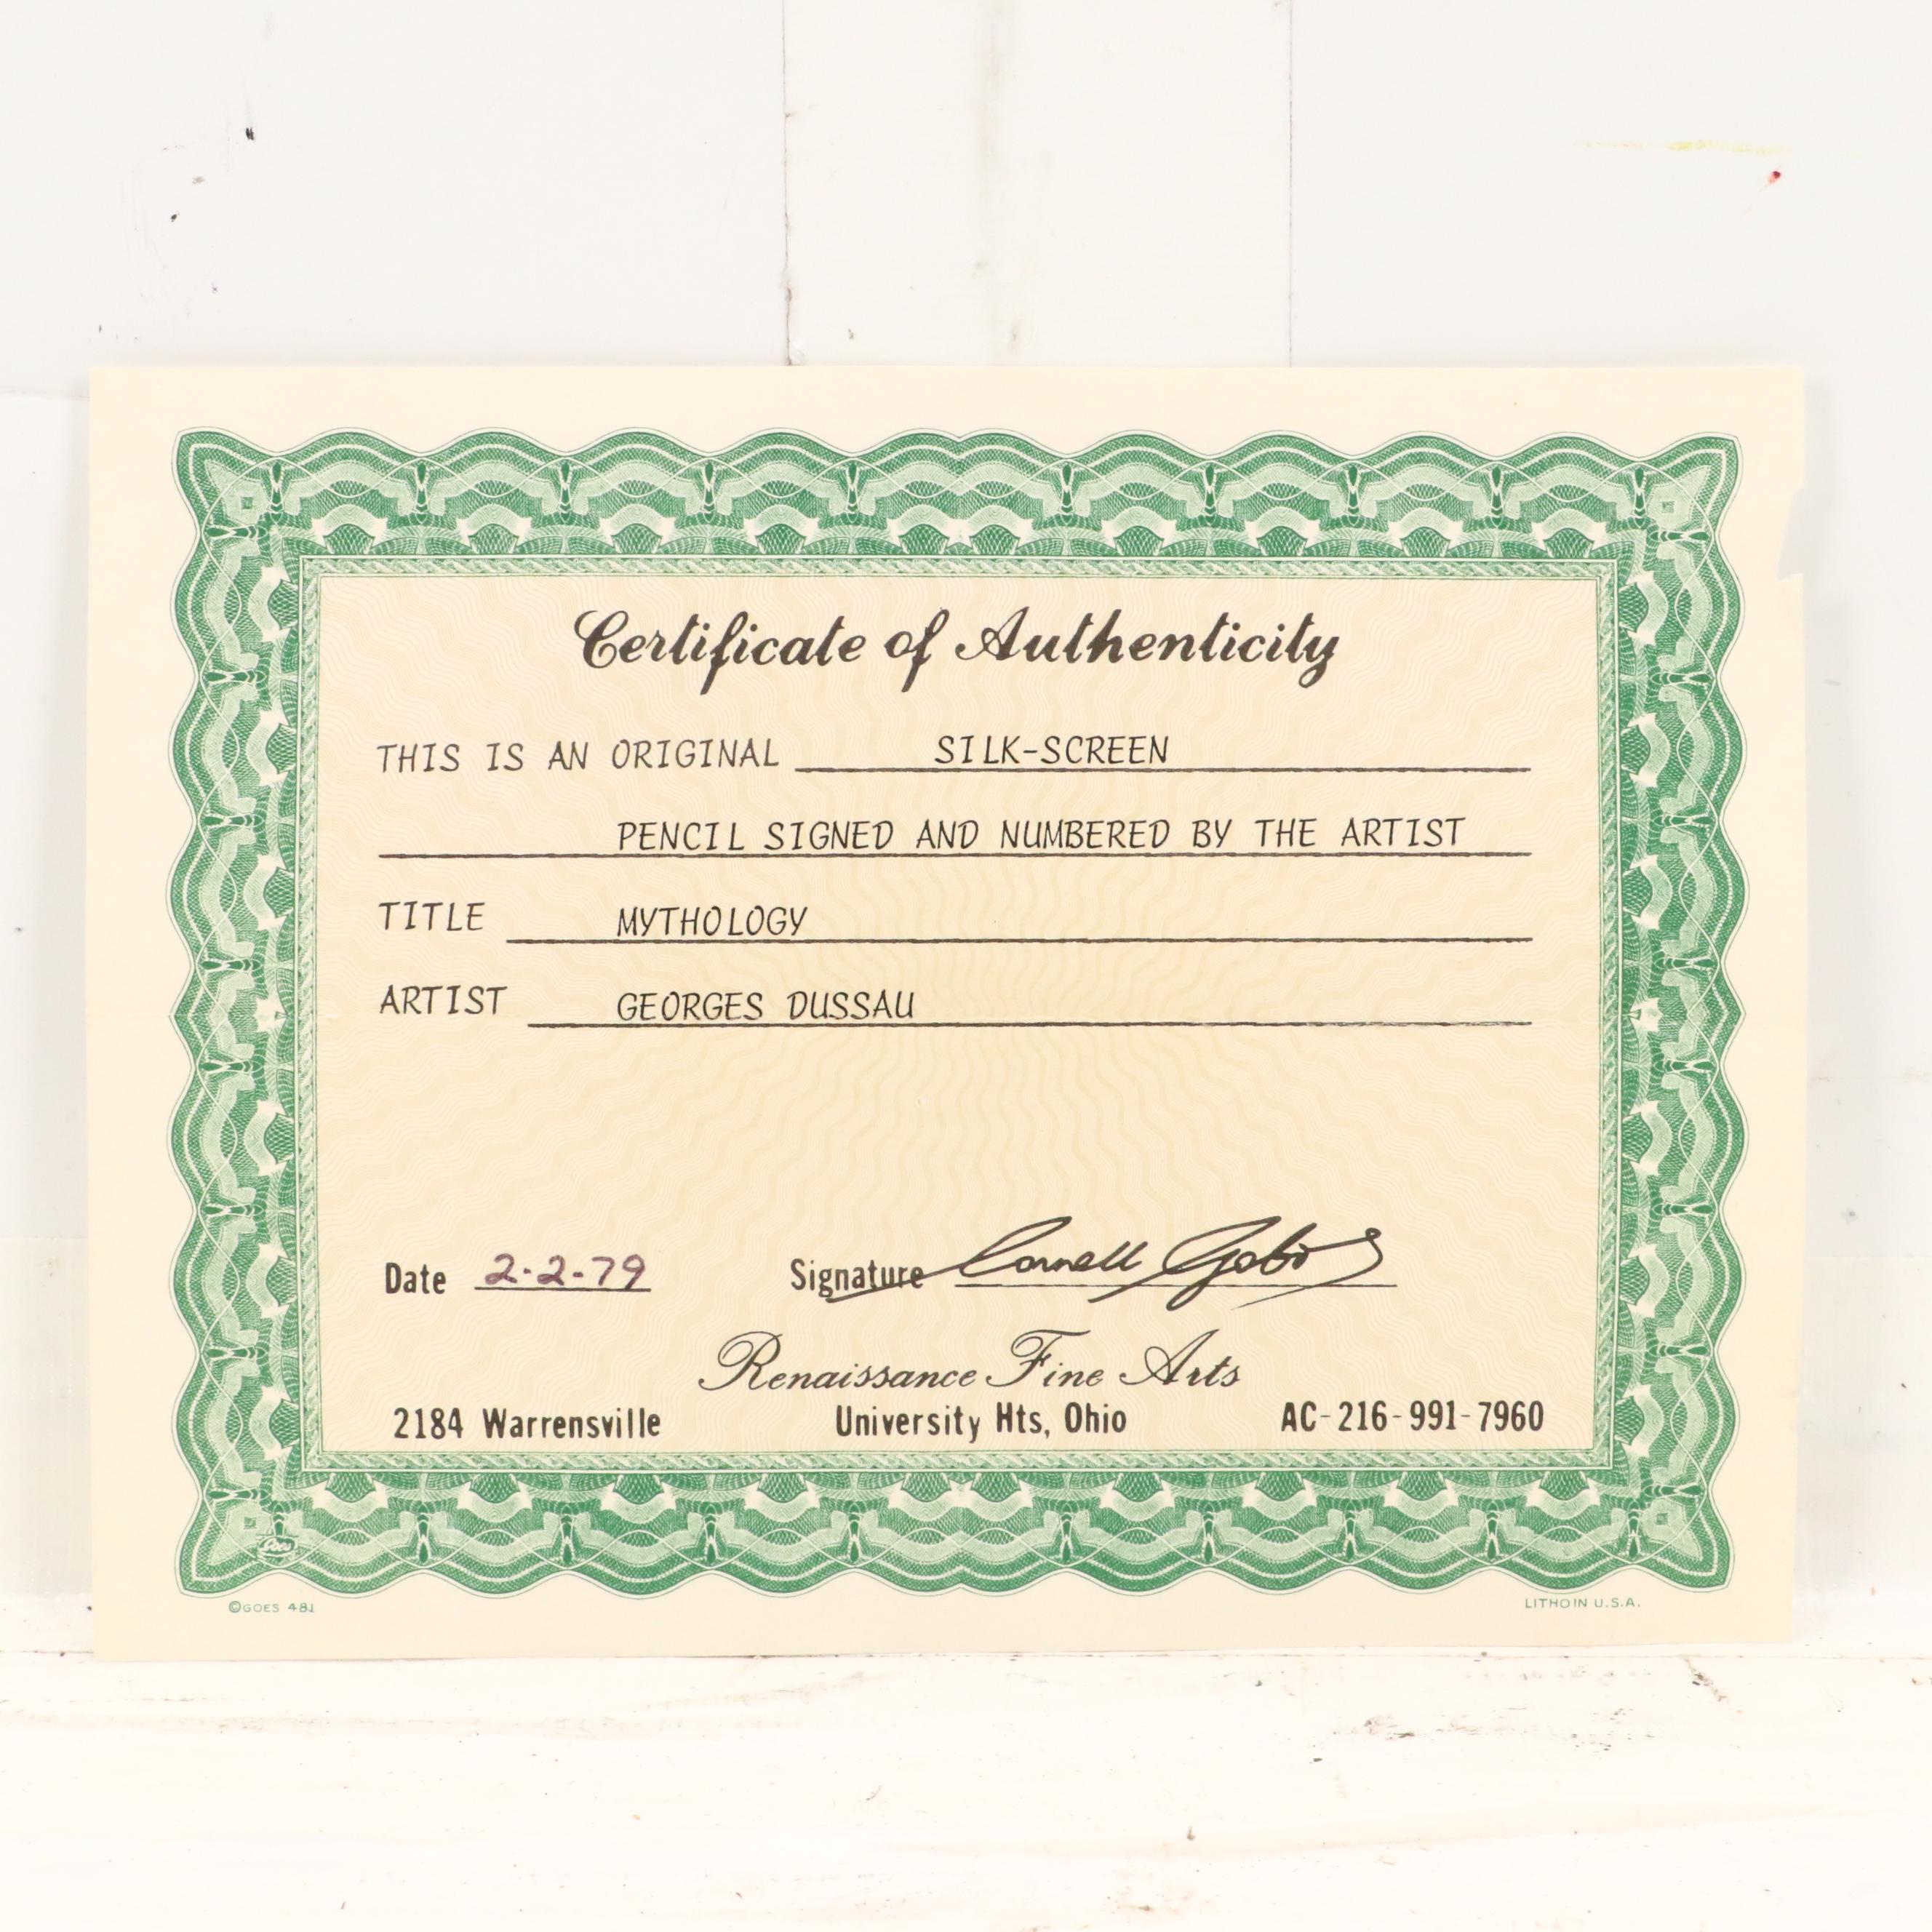 Certificate of Authenticity
THIS IS AN ORIGINAL SILK-SCREEN
PENCIL SIGNED AND NUMBERED BY THE ARTIST
TITLE MYTHOLOGY
ARTIST GEORGES DUSSAU
Date 2-2-79 Signature Cornell
Renaissance Fine Arts
2184 Warrensville University Hts, Ohio AC-216-991-7960
Goes
©GOES 481 LITHO IN U.S.A.